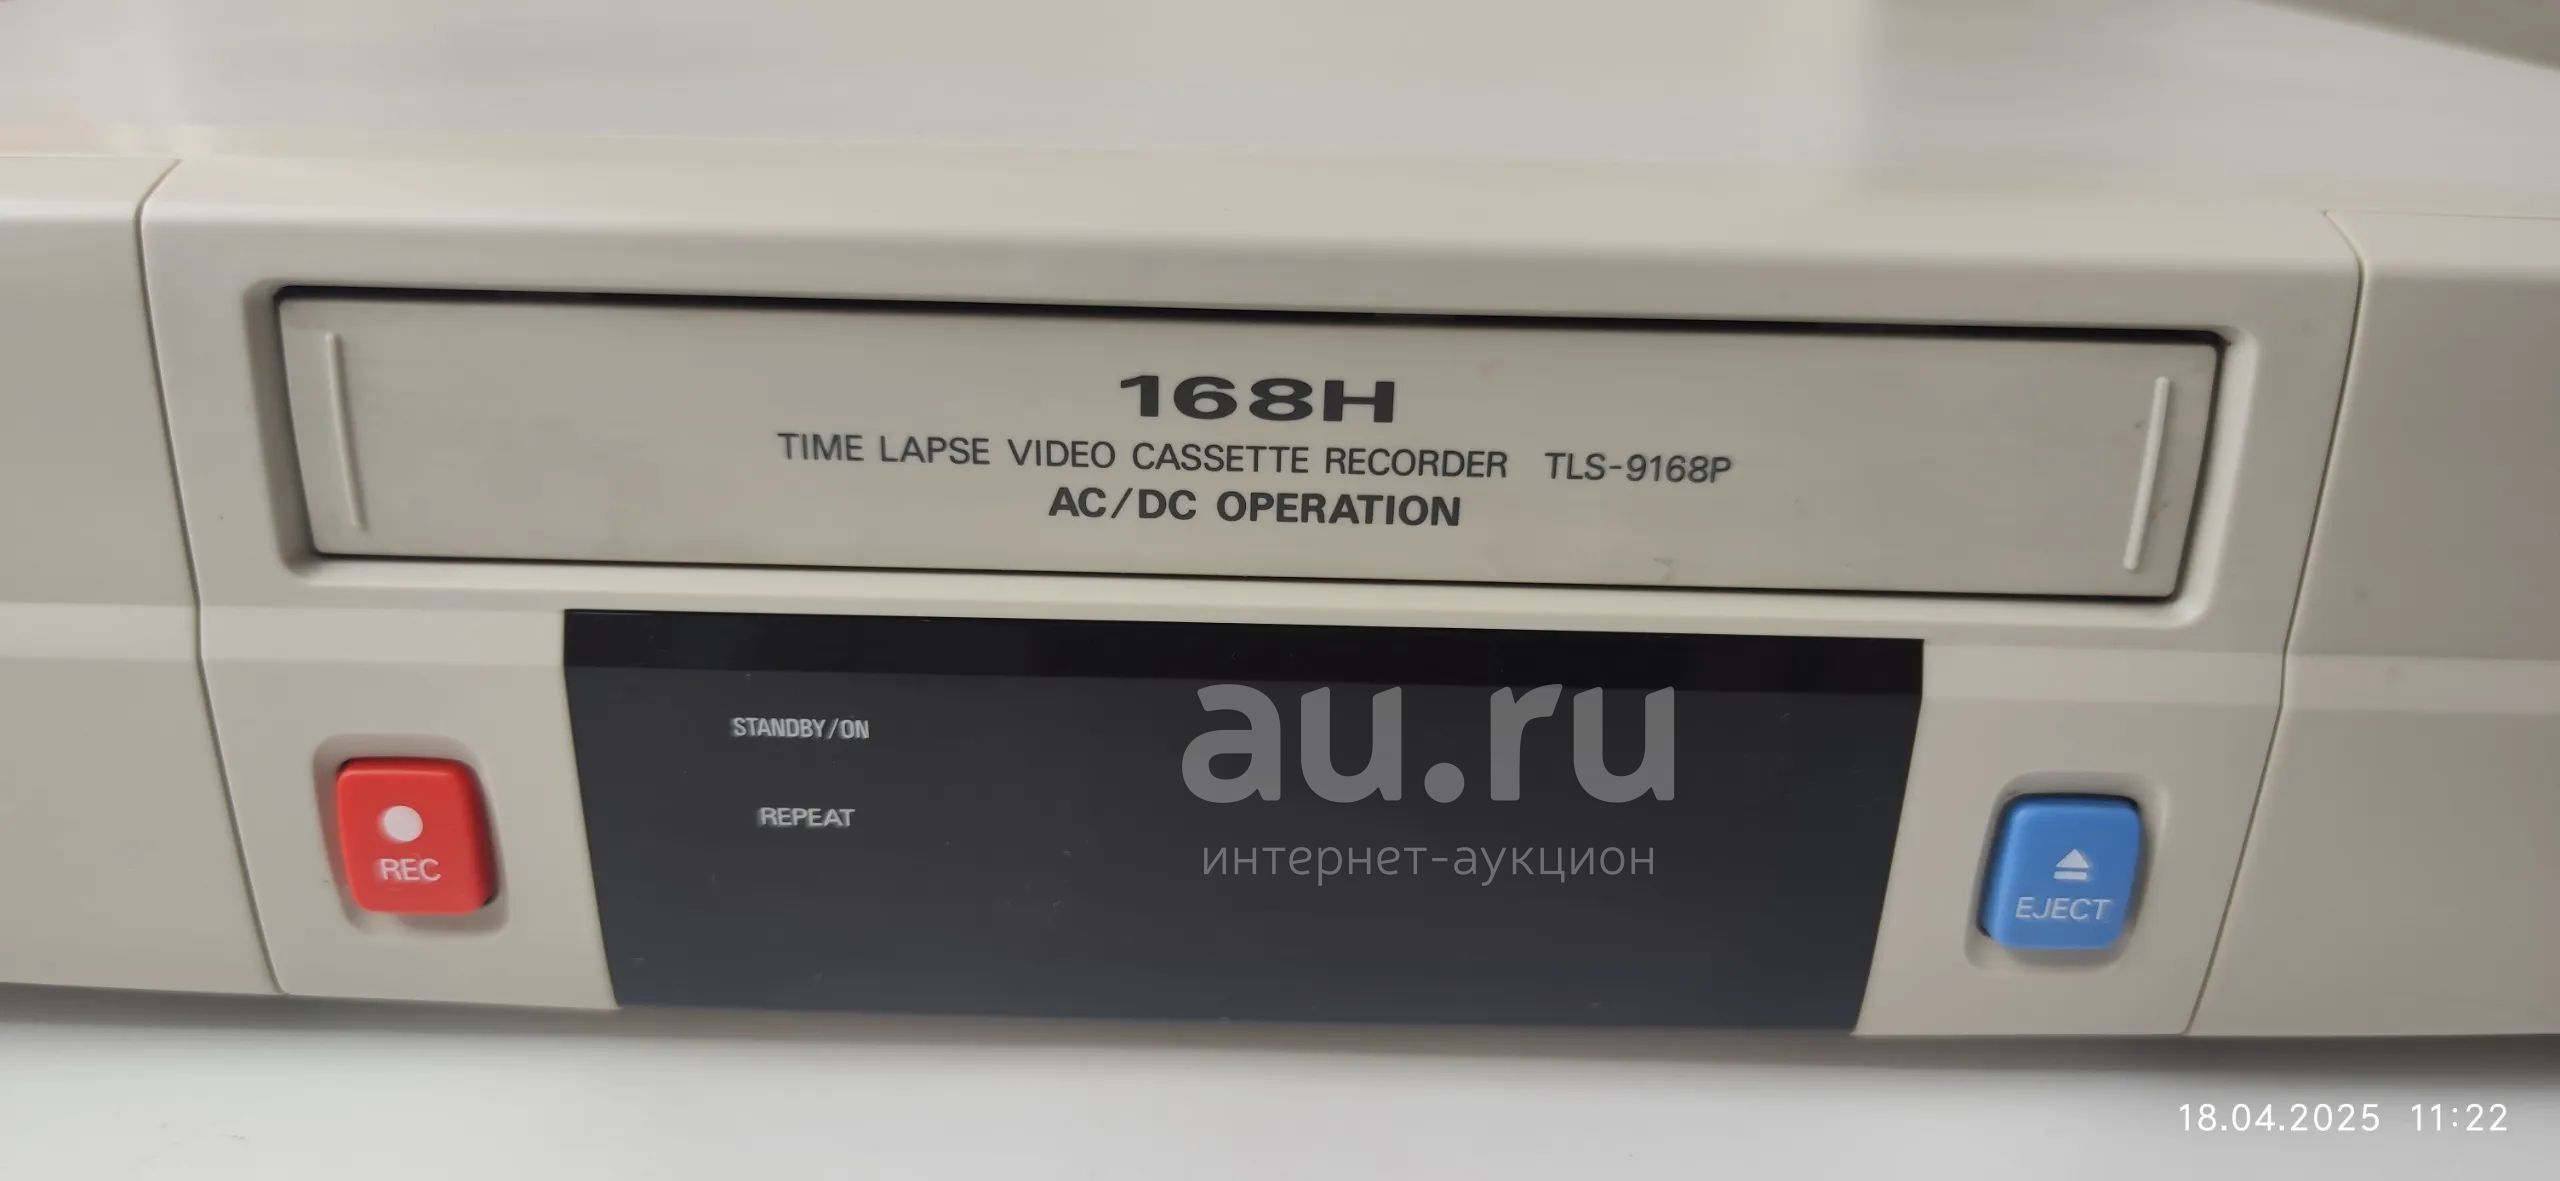 168H
TIME LAPSE VIDEO CASSETTE RECORDER TLS-9168P
AC/DC OPERATION
STANDBY/ON
au.ru
REPEAT
интернет-аукцион
REC
EJECT
18.04.2025 11:22